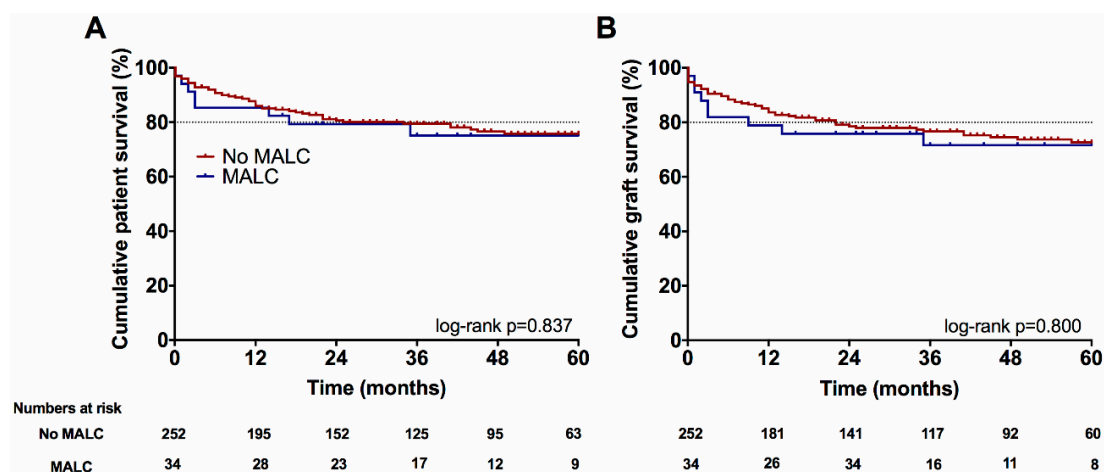 A
Cumulative patient survival (%)
100
80
60
40
20
0
No MALC
MALC
log-rank p=0.837
0 12 24 36 48 60
Time (months)
B
Cumulative graft survival (%)
100
80
60
40
20
0
log-rank p=0.800
0 12 24 36 48 60
Time (months)
Numbers at risk
No MALC 252 195 152 125 95 63 252 181 141 117 92 60
MALC 34 28 23 17 12 9 34 26 34 16 11 8